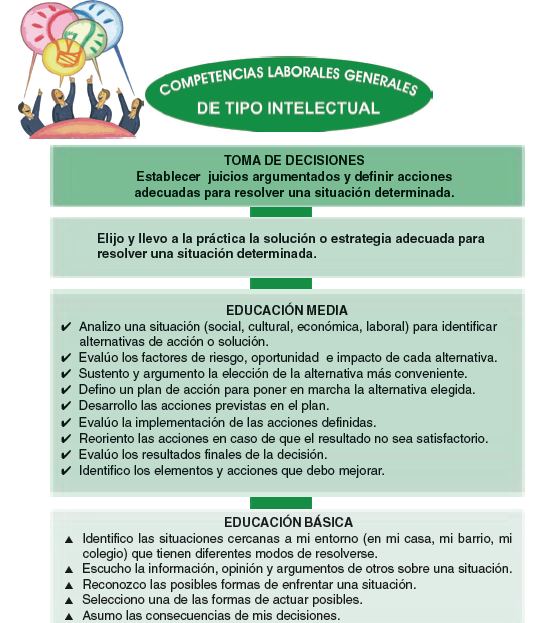 COMPETENCIAS LABORALES GENERALES
DE TIPO INTELECTUAL
TOMA DE DECISIONES
Establecer juicios argumentados y definir acciones
adecuadas para resolver una situación determinada.
Elijo y llevo a la práctica la solución o estrategia adecuada para
resolver una situación determinada.
EDUCACIÓN MEDIA
✔ Analizo una situación (social, cultural, económica, laboral) para identificar
alternativas de acción o solución.
✔ Evalúo los factores de riesgo, oportunidad e impacto de cada alternativa.
✔ Sustento y argumento la elección de la alternativa más conveniente.
✔ Defino un plan de acción para poner en marcha la alternativa elegida.
✔ Desarrollo las acciones previstas en el plan.
✔ Evalúo la implementación de las acciones definidas.
✔ Reoriento las acciones en caso de que el resultado no sea satisfactorio.
✔ Evalúo los resultados finales de la decisión.
✔ Identifico los elementos y acciones que debo mejorar.
EDUCACIÓN BÁSICA
▲ Identifico las situaciones cercanas a mi entorno (en mi casa, mi barrio, mi
colegio) que tienen diferentes modos de resolverse.
▲ Escucho la información, opinión y argumentos de otros sobre una situación.
▲ Reconozco las posibles formas de enfrentar una situación.
▲ Selecciono una de las formas de actuar posibles.
▲ Asumo las consecuencias de mis decisiones.